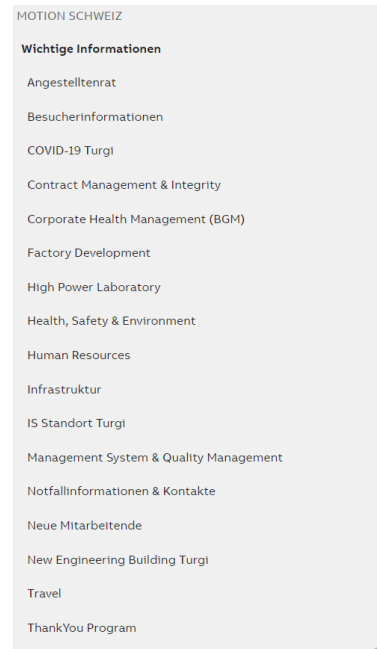 MOTION SCHWEIZ
Wichtige Informationen
Angestelltenrat
Besucherinformationen
COVID-19 Turgi
Contract Management & Integrity
Corporate Health Management (BGM)
Factory Development
High Power Laboratory
Health, Safety & Environment
Human Resources
Infrastruktur
IS Standort Turgi
Management System & Quality Management
Notfallinformationen & Kontakte
Neue Mitarbeitende
New Engineering Building Turgi
Travel
ThankYou Program